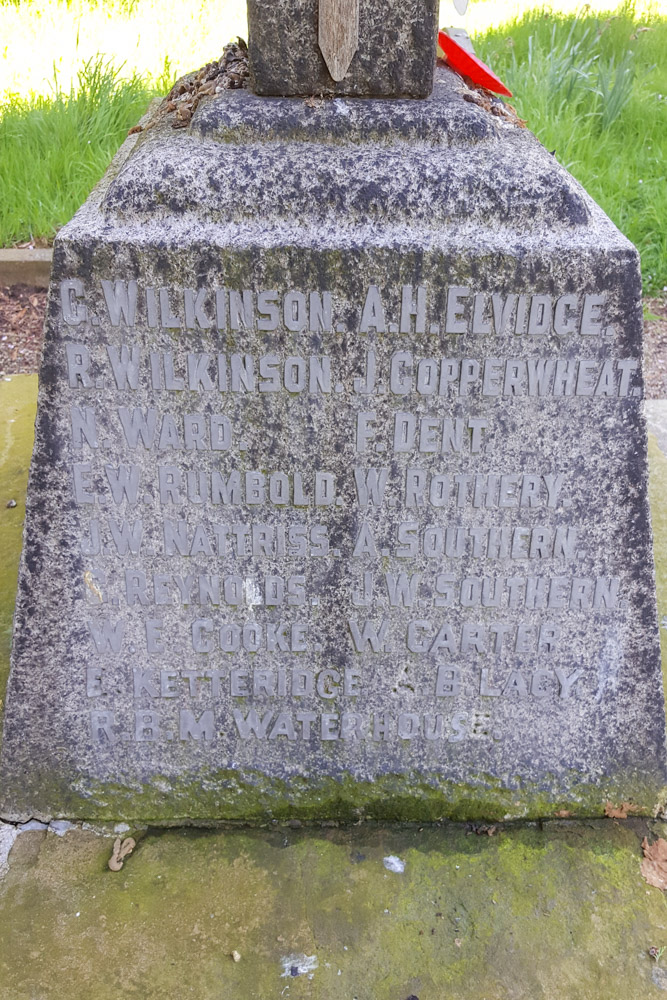 G. WILKINSON. A. H. ELVIDGE.
R. WILKINSON. J. COPPERWHEAT
N. WARD. F. DENT
E. W. RUMBOLD. W. ROTHERY.
J. W. NATTRISS. A. SOUTHERN.
REYNOLDS. J. W. SOUTHERN.
W. E. COOKE. W. CARTER
E. KETTERIDGE B. LACY
R. B. M. WATERHOUSE.